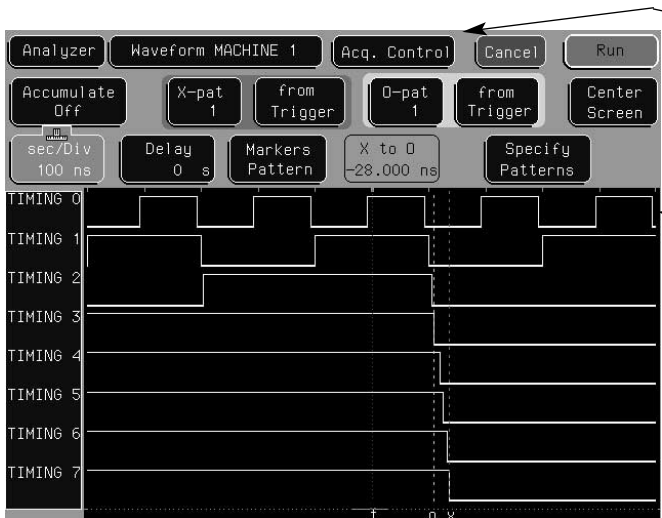 Analyzer Waveform MACHINE 1 Acq. Control Cancel Run
Accumulate Off X-pat 1 from Trigger O-pat 1 from Trigger Center Screen
sec/Div 100 ns Delay 0 s Markers Pattern X to O -28.000 ns Specify Patterns
TIMING 0
TIMING 1
TIMING 2
TIMING 3
TIMING 4
TIMING 5
TIMING 6
TIMING 7
t O X